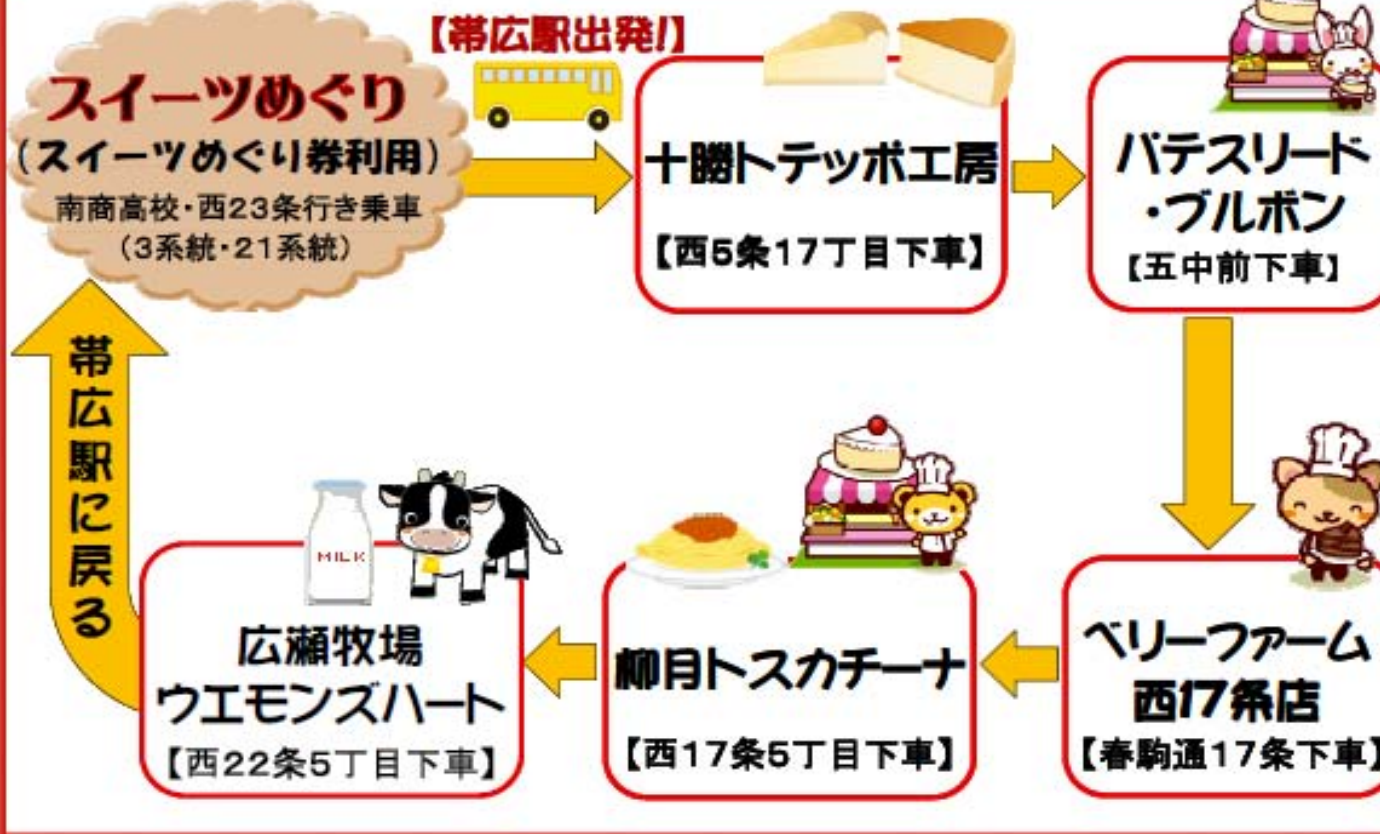 【帯広駅出発!】
スイーツめぐり
(スイーツめぐり券利用)
南商高校・西23条行き乗車
(3系統・21系統)
十勝トテッポ工房
【西5条17丁目下車】
パテスリード
・ブルボン
【五中前下車】
ベリーファーム
西17条店
【春駒通17条下車】
柳月トスカチーナ
【西17条5丁目下車】
MILK
広瀬牧場
ウエモンズハート
【西22条5丁目下車】
帯広駅に戻る